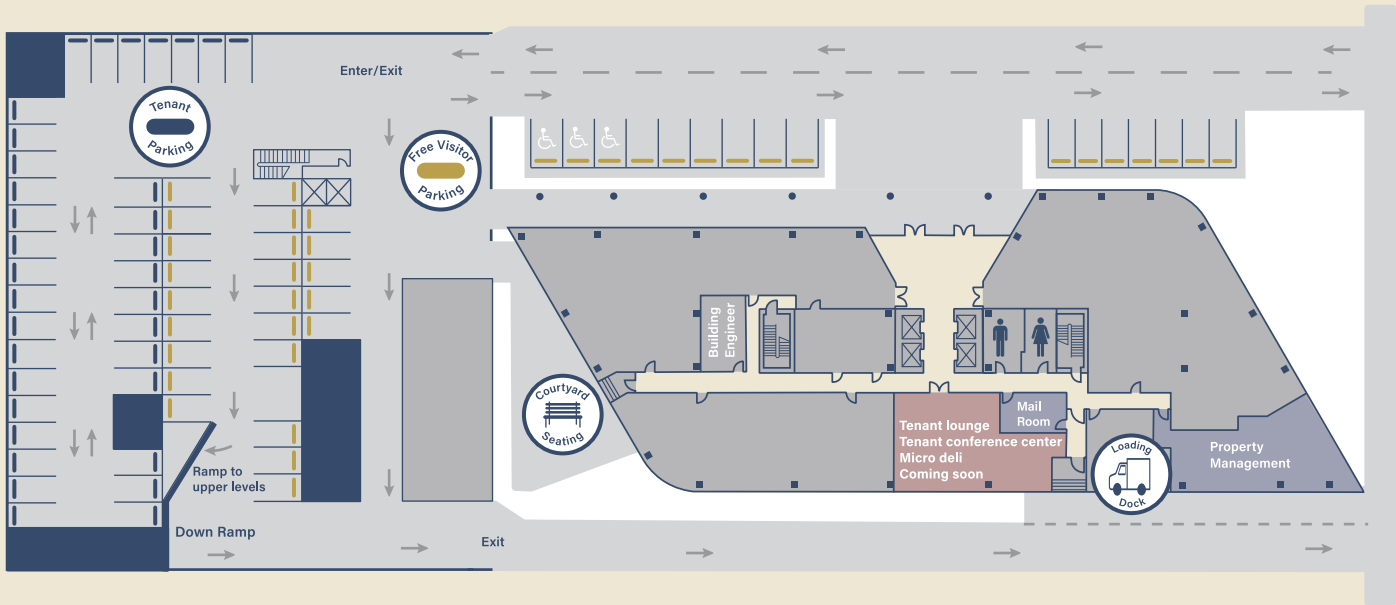 Enter/Exit
Tenant
Parking
Free Visitor
Parking
Building
Engineer
Courtyard
Seating
Mail
Room
Tenant lounge
Tenant conference center
Micro deli
Coming soon
Loading
Dock
Property
Management
Ramp to
upper levels
Down Ramp
Exit